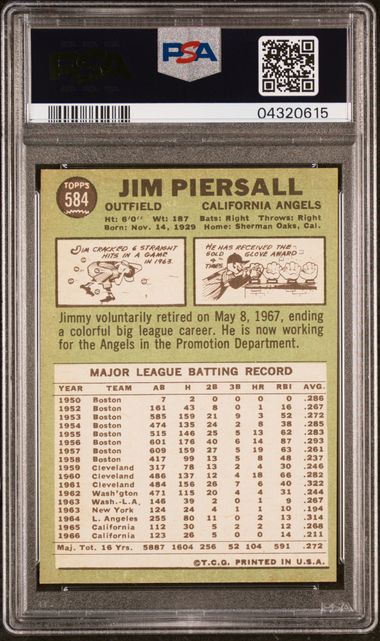 PSA
PSA
04320615
TOPPS
584
JIM PIERSALL
OUTFIELD CALIFORNIA ANGELS
Ht: 6'0" Wt: 187 Bats: Right Throws: Right
Born: Nov. 14, 1929 Home: Sherman Oaks, Cal.
JIM CRACKED 6 STRAIGHT
HITS IN A GAME
IN 1963.
HE HAS RECEIVED THE
GOLD GLOVE AWARD
TIMES
Jimmy voluntarily retired on May 8, 1967, ending
a colorful big league career. He is now working
for the Angels in the Promotion Department.
MAJOR LEAGUE BATTING RECORD
YEAR TEAM AB H 2B 3B HR RBI AVG.
1950 Boston 7 2 0 0 0 0 .286
1952 Boston 161 43 8 0 1 16 .267
1953 Boston 585 159 21 9 3 52 .272
1954 Boston 474 135 24 2 8 38 .285
1955 Boston 515 146 25 5 13 62 .283
1956 Boston 601 176 40 6 14 87 .293
1957 Boston 609 159 27 5 19 63 .261
1958 Boston 417 99 13 5 8 48 .237
1959 Cleveland 317 78 13 2 4 30 .246
1960 Cleveland 486 137 12 4 18 66 .282
1961 Cleveland 484 156 26 7 6 40 .322
1962 Wash'gton 471 115 20 4 4 31 .244
1963 Wash.-L.A. 146 39 2 0 1 9 .267
1963 New York 124 24 4 1 1 10 .194
1964 L. Angeles 255 80 11 0 2 13 .314
1965 California 112 30 5 2 2 12 .268
1966 California 123 26 5 0 0 14 .211
Maj. Tot. 16 Yrs. 5887 1604 256 52 104 591 .272
©T.C.G. PRINTED IN U.S.A.
PSA